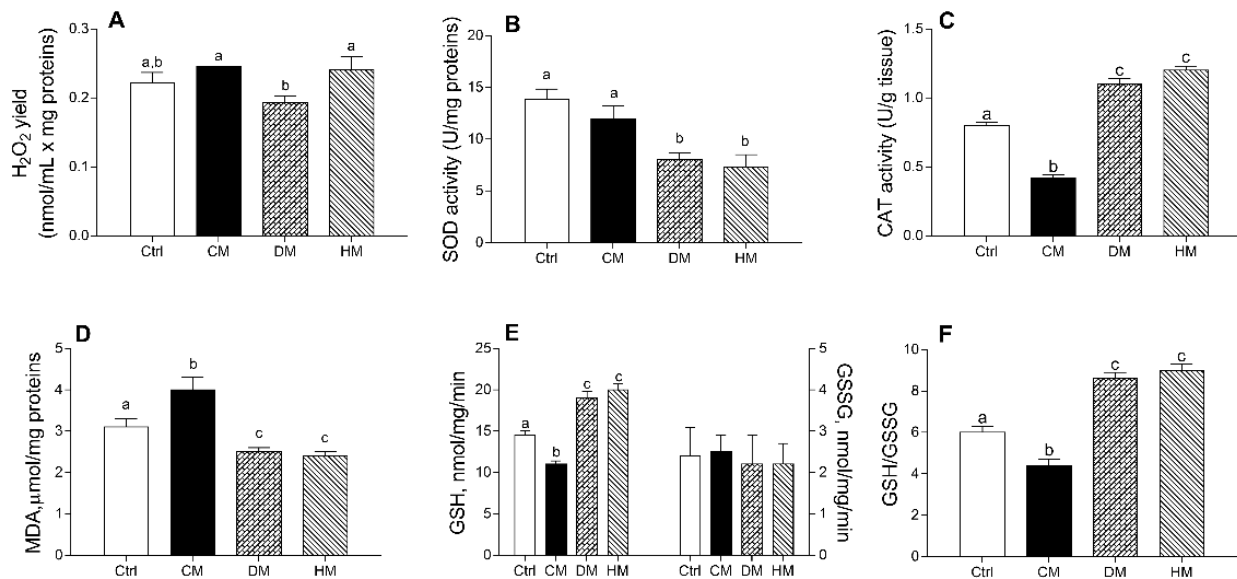 A
H₂O₂ yield
(nmol/mL x mg proteins)
0.3
0.2
0.1
0.0
a,b
a
b
a
Ctrl
CM
DM
HM
B
SOD activity (U/mg proteins)
20
15
10
5
0
a
a
b
b
Ctrl
CM
DM
HM
C
CAT activity (U/g tissue)
1.5
1.0
0.5
0.0
a
b
c
c
Ctrl
CM
DM
HM
D
MDA,μmol/mg proteins
5
4
3
2
1
0
a
b
c
c
Ctrl
CM
DM
HM
E
GSH, nmol/mg/min
25
20
15
10
5
0
a
b
c
c
Ctrl
CM
DM
HM
Ctrl
CM
DM
HM
5
4
3
2
1
0
GSSG, nmol/mg/min
F
GSH/GSSG
10
8
6
4
2
0
a
b
c
c
Ctrl
CM
DM
HM